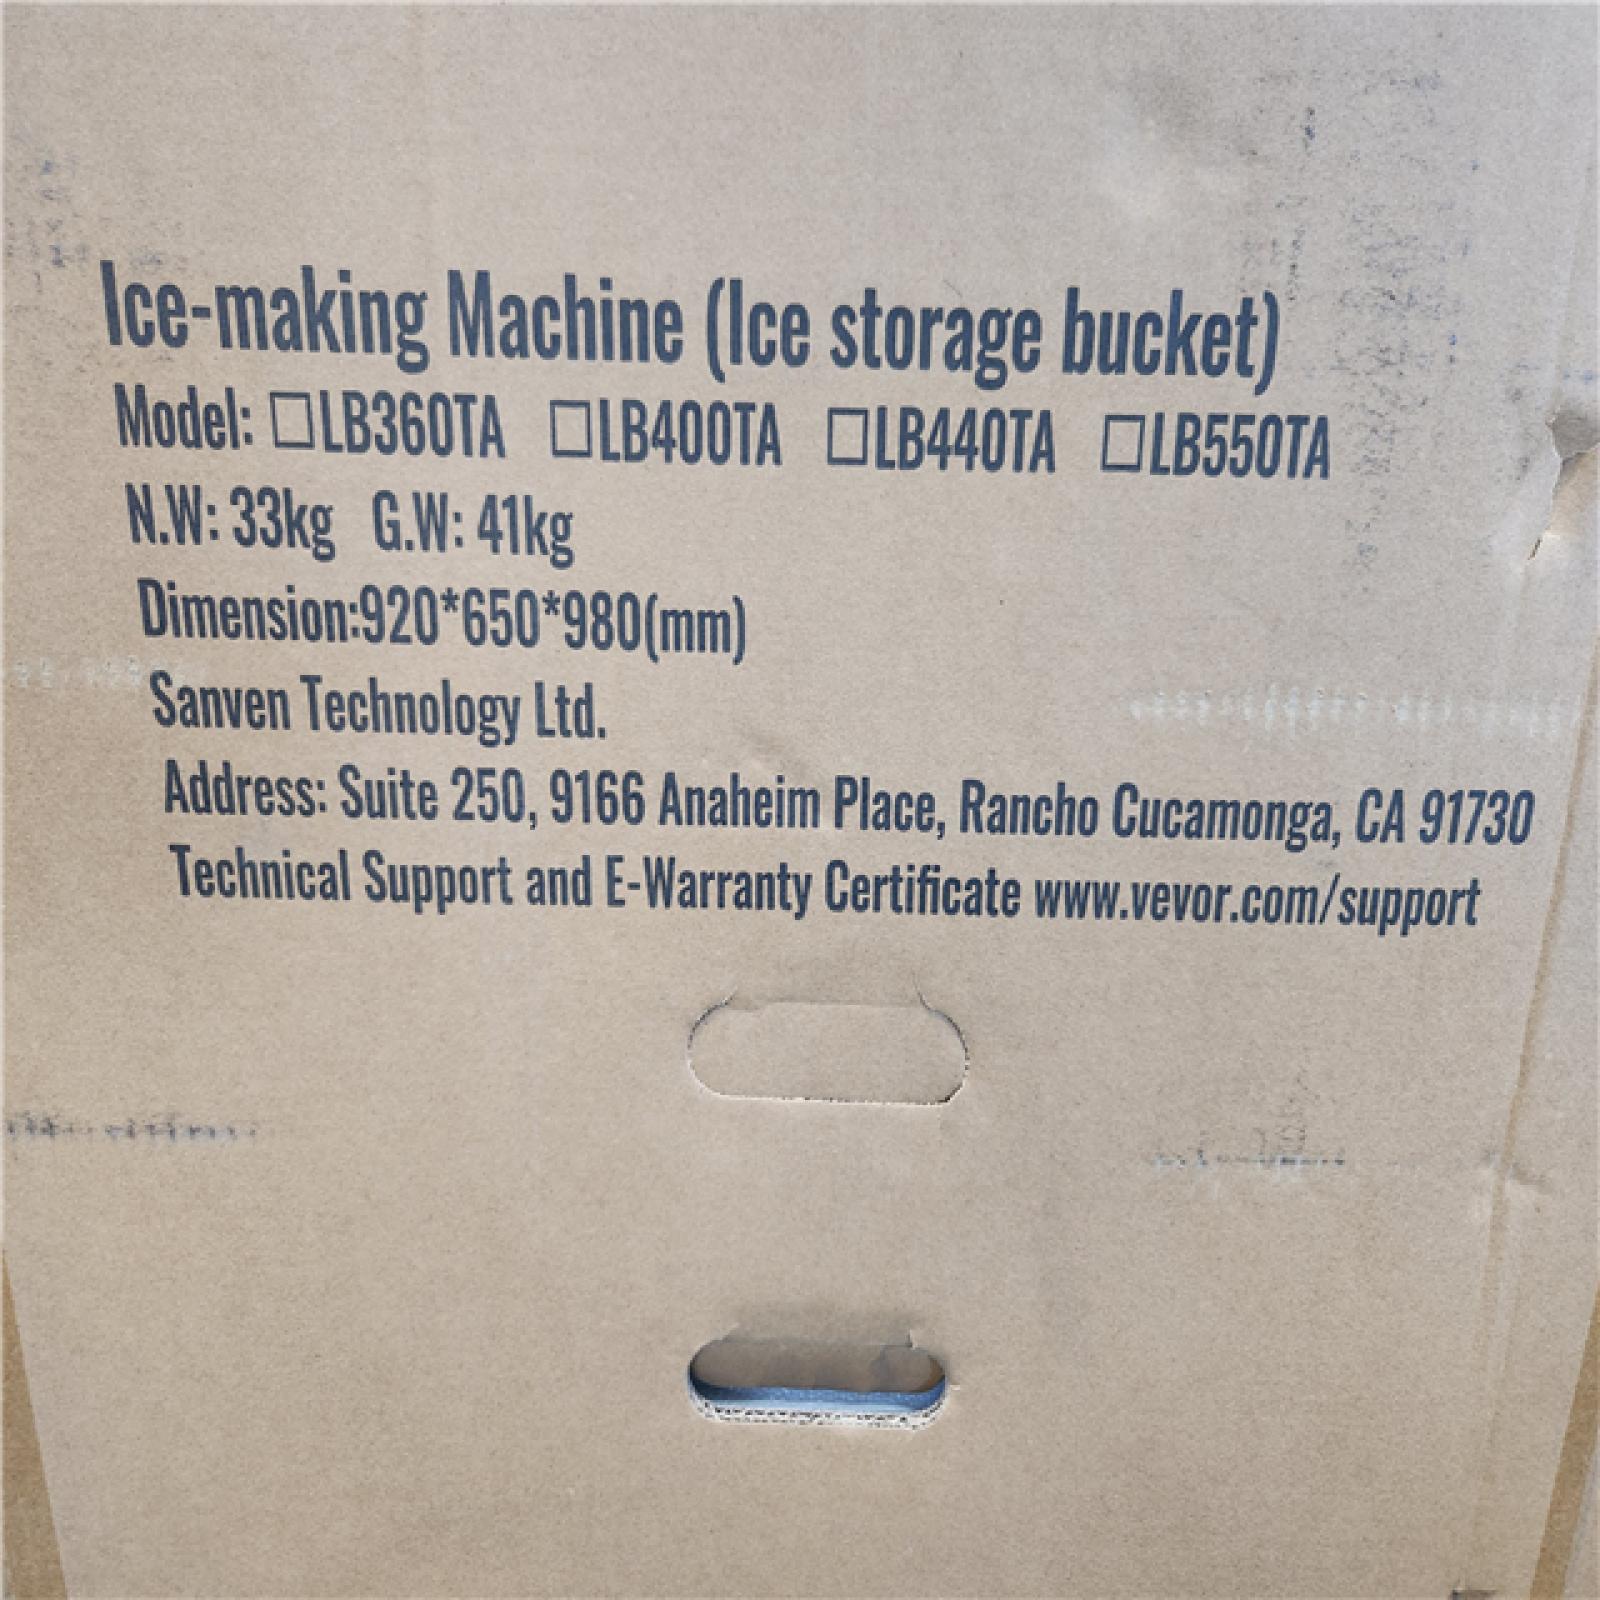 Ice-making Machine (Ice storage bucket)
Model: □LB360TA □LB400TA □LB440TA □LB550TA
N.W: 33kg G.W: 41kg
Dimension:920*650*980(mm)
Sanven Technology Ltd.
Address: Suite 250, 9166 Anaheim Place, Rancho Cucamonga, CA 91730
Technical Support and E-Warranty Certificate www.vevor.com/support